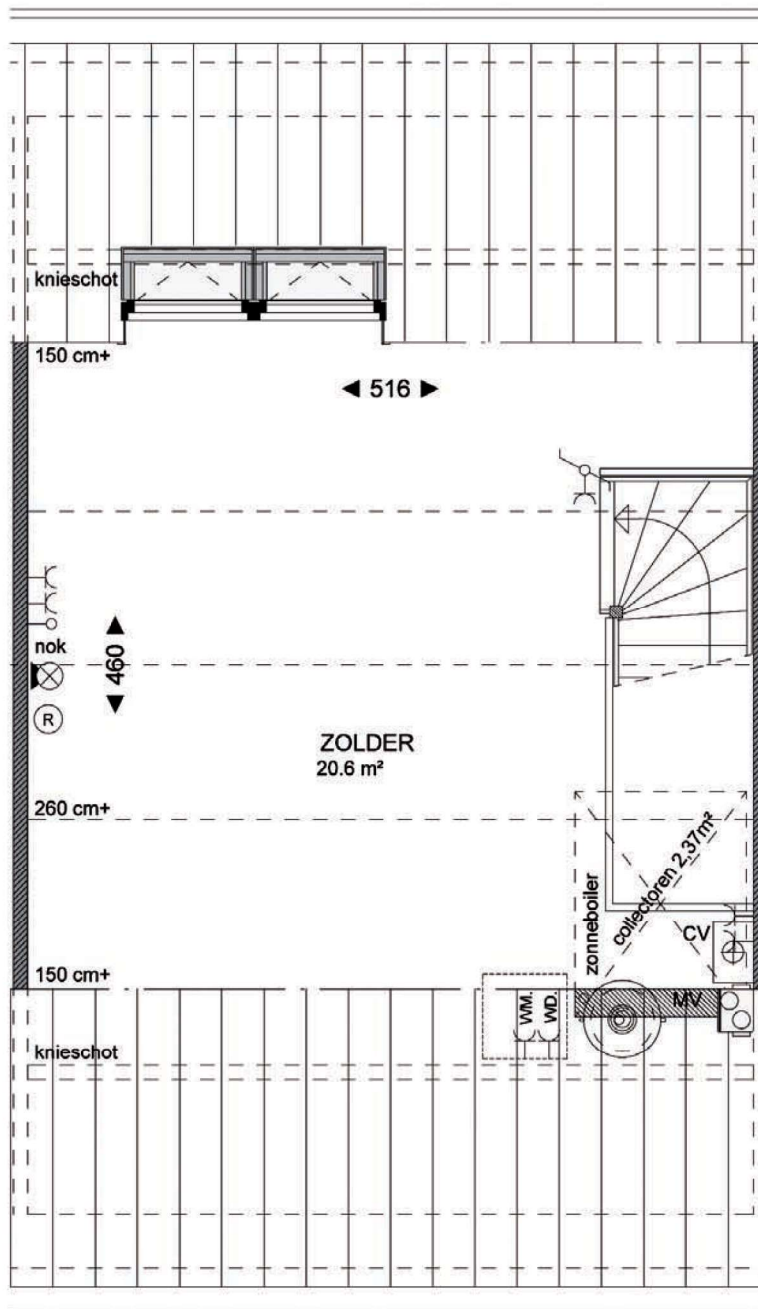 knieschot
150 cm+
◄ 516 ►
nok
◄ 460 ►
R
ZOLDER
20.6 m²
260 cm+
collectoren 2,37m²
zonneboiler
CV
150 cm+
WM.
WD.
MV
knieschot